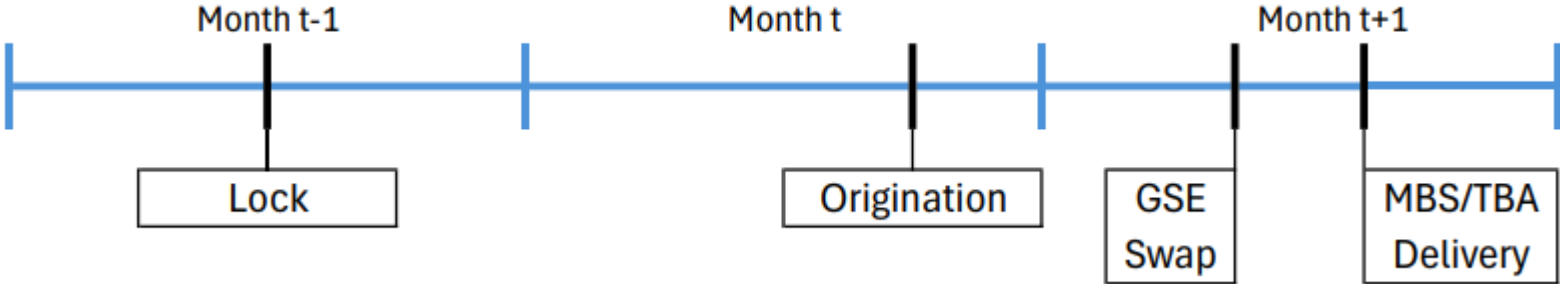 Month t-1
Month t
Month t+1
Lock
Origination
GSE
Swap
MBS/TBA
Delivery